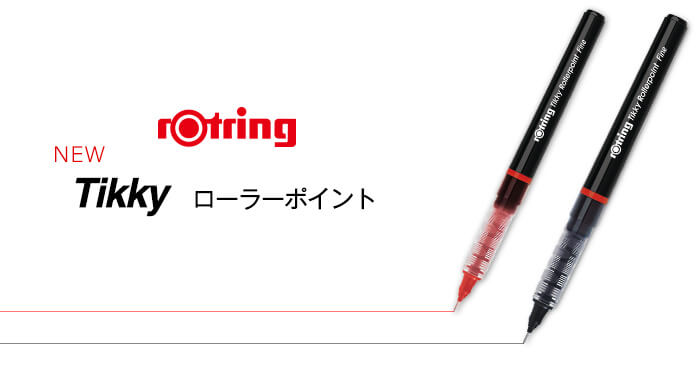 rotring
NEW
Tikky ローラーポイント
rotring Tikky Rollerpoint Fine
rotring Tikky Rollerpoint Fine